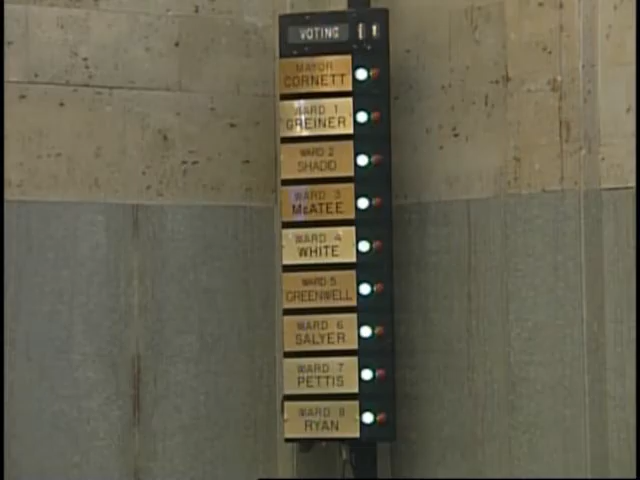 VOTING
MAYOR
CORNETT
WARD 1
GREINER
WARD 2
SHADID
WARD 3
McATEE
WARD 4
WHITE
WARD 5
GREENWELL
WARD 6
SALYER
WARD 7
PETTIS
WARD 8
RYAN